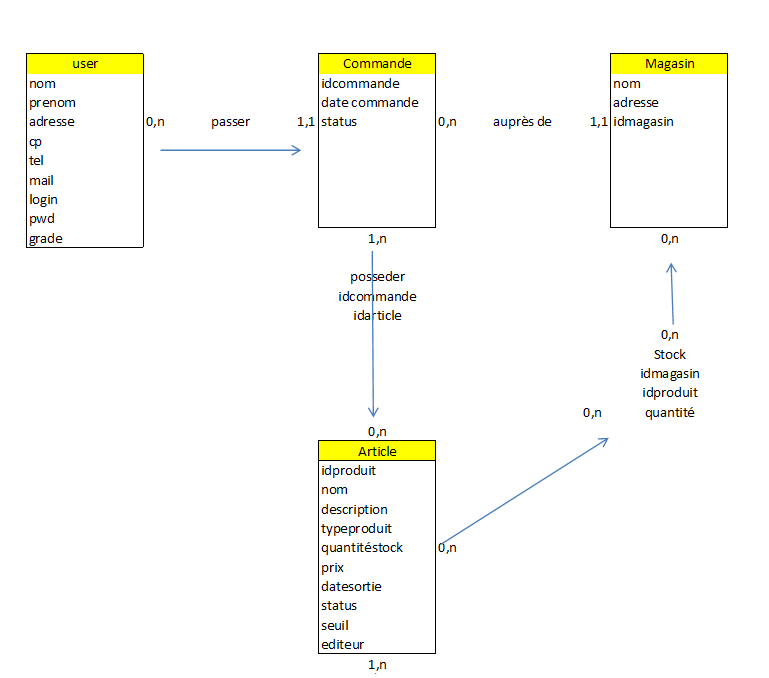 user
nom
prenom
adresse
cp
tel
mail
login
pwd
grade
0,n passer 1,1
Commande
idcommande
date commande
status
0,n auprès de 1,1
Magasin
nom
adresse
idmagasin
1,n
posseder
idcommande
idarticle
0,n
0,n
0,n
Stock
idmagasin
idproduit
quantité
0,n
Article
idproduit
nom
description
typeproduit
quantitéstock
prix
datesortie
status
seuil
editeur
0,n
1,n